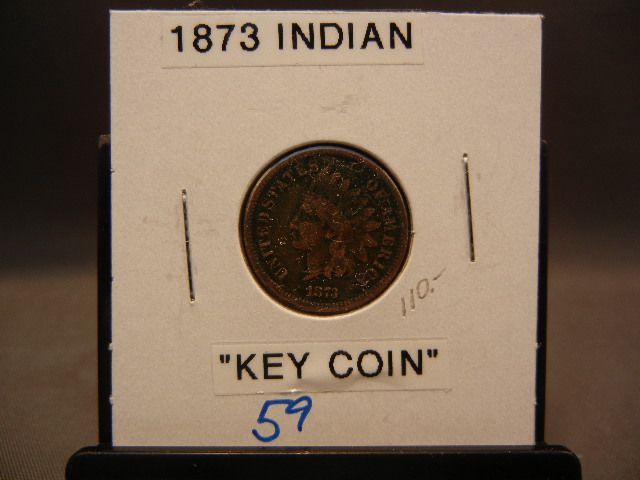 1873 INDIAN
UNITED STATES OF AMERICA
1873
110.-
"KEY COIN"
59